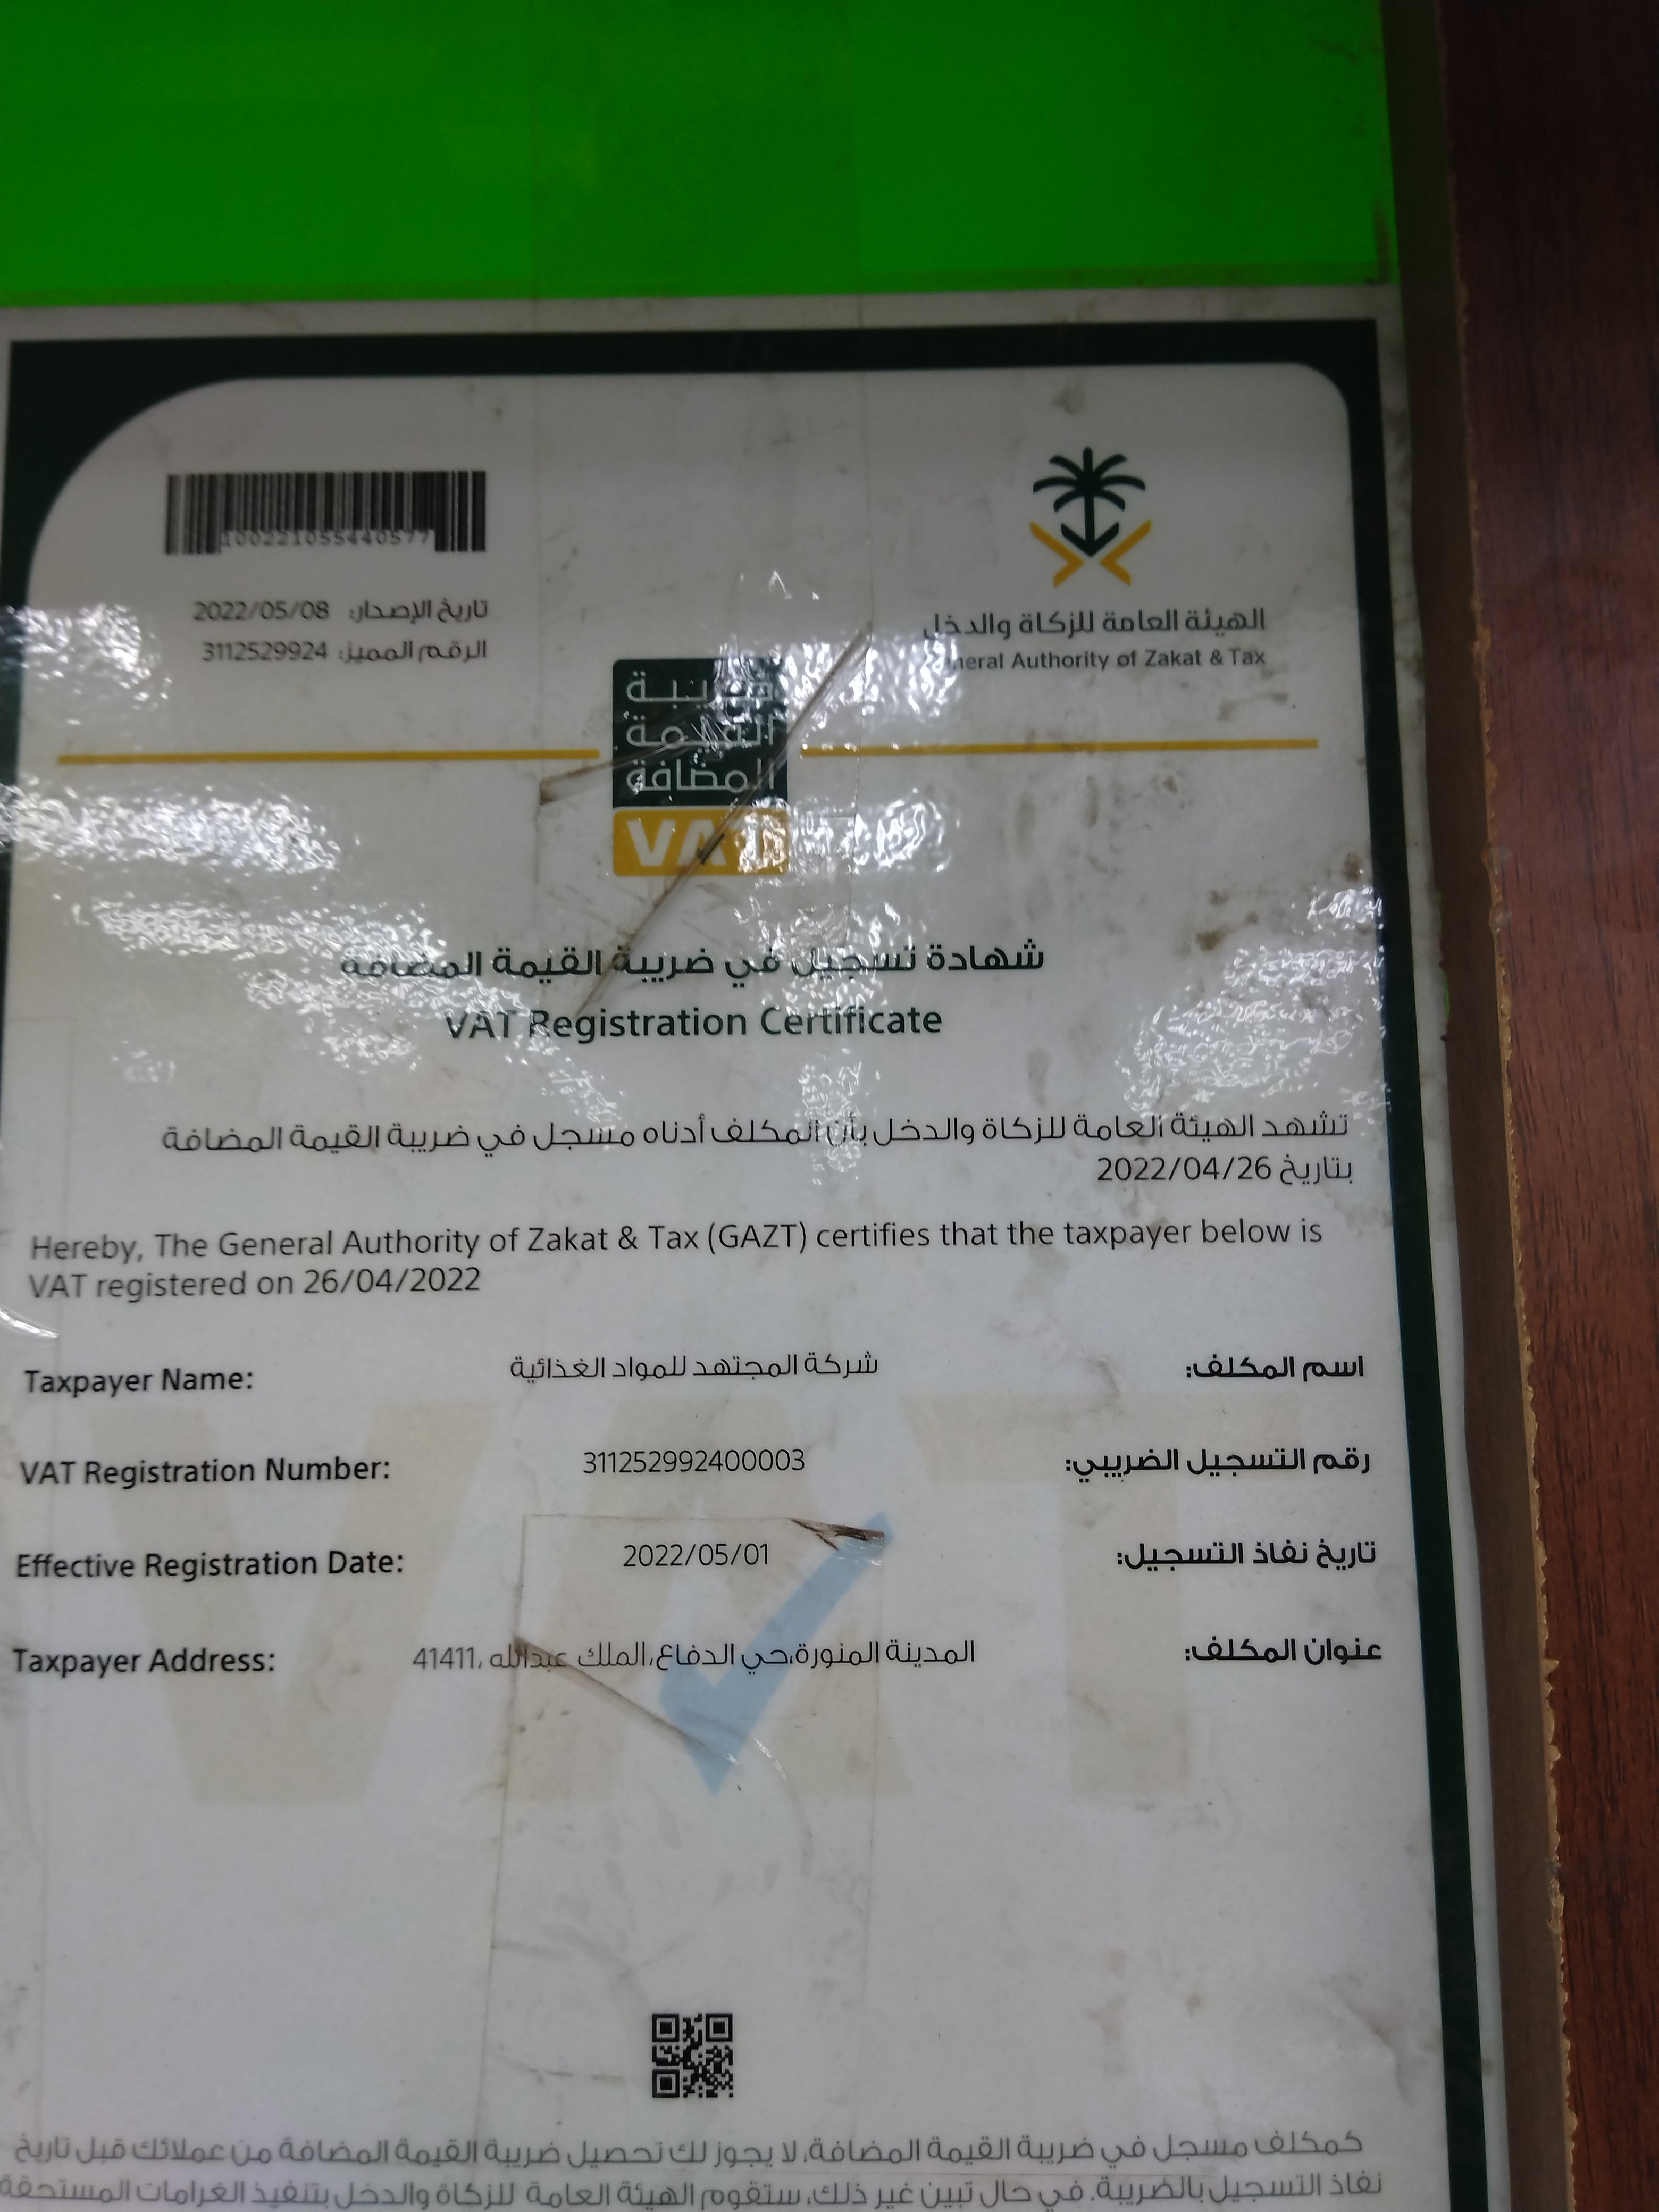 100221055440577
تاريخ الإصدار: 2022/05/08
الرقم المميز: 3112529924
الهيئة العامة للزكاة والدخل
General Authority of Zakat & Tax
ضريبة
القيمة
المضافة
VAT
شهادة تسجيل في ضريبة القيمة المضافة
VAT Registration Certificate
تشهد الهيئة العامة للزكاة والدخل بأن المكلف أدناه مسجل في ضريبة القيمة المضافة
بتاريخ 2022/04/26
Hereby, The General Authority of Zakat & Tax (GAZT) certifies that the taxpayer below is
VAT registered on 26/04/2022
Taxpayer Name: شركة المجتهد للمواد الغذائية اسم المكلف:
VAT Registration Number: 311252992400003 رقم التسجيل الضريبي:
Effective Registration Date: 2022/05/01 تاريخ نفاذ التسجيل:
Taxpayer Address: المدينة المنورة،حي الدفاع،الملك عبدالله ،41411 عنوان المكلف:
VAT
كمكلف مسجل في ضريبة القيمة المضافة، لا يجوز لك تحصيل ضريبة القيمة المضافة من عملائك قبل تاريخ
نفاذ التسجيل بالضريبة. في حال تبين غير ذلك، ستقوم الهيئة العامة للزكاة والدخل بتنفيذ الغرامات المستحقة